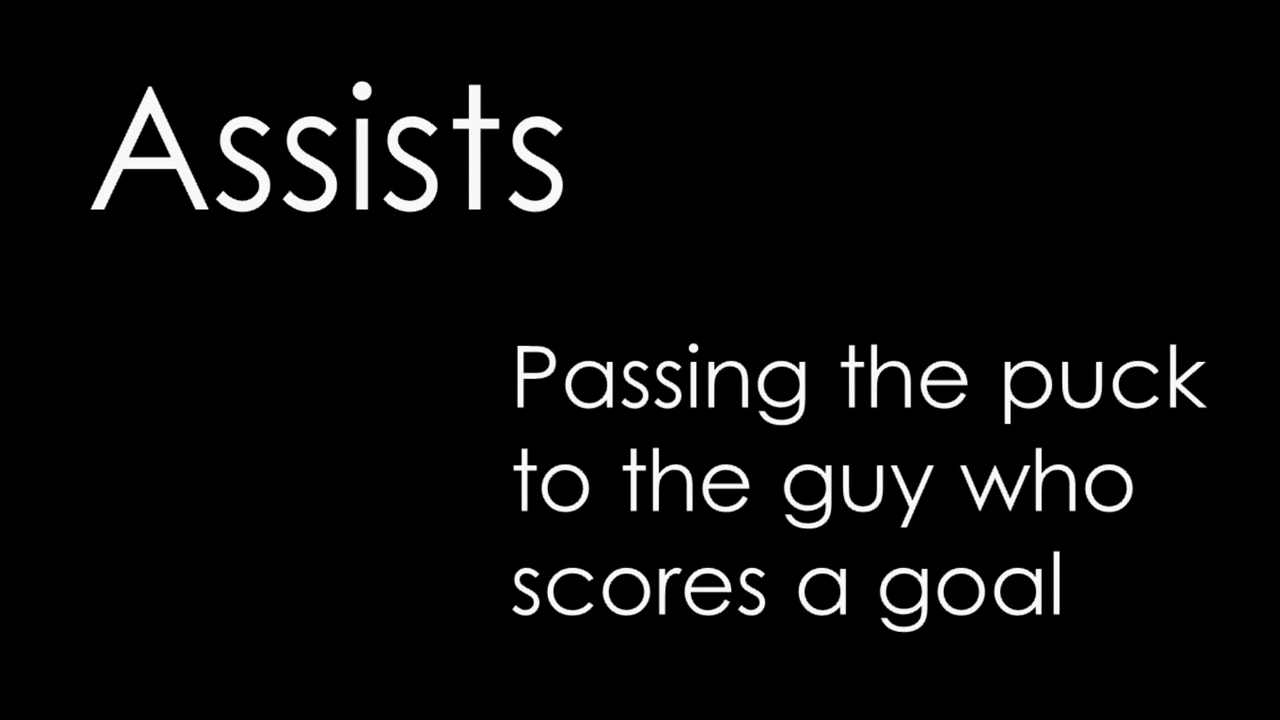 Assists
Passing the puck
to the guy who
scores a goal